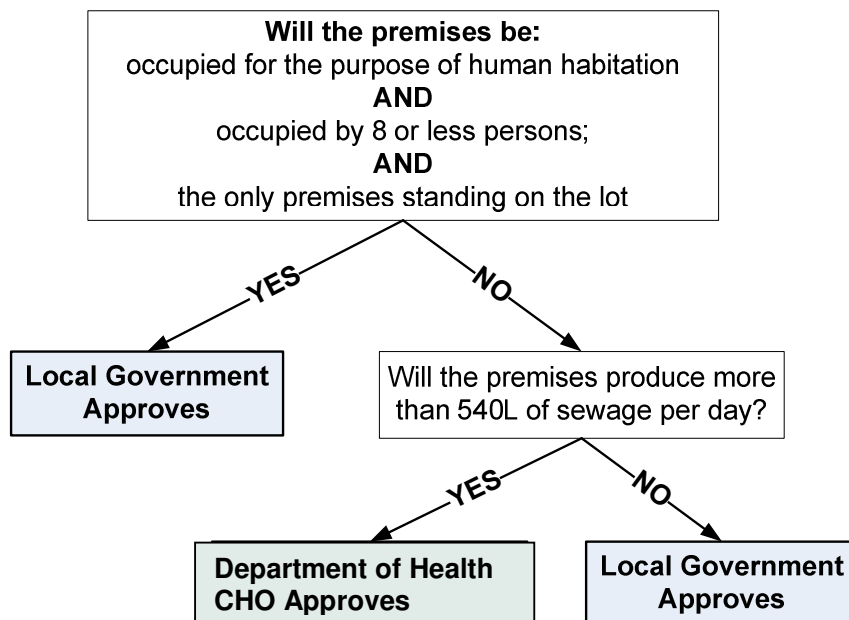 Will the premises be:
occupied for the purpose of human habitation
AND
occupied by 8 or less persons;
AND
the only premises standing on the lot
YES
NO
Local Government
Approves
Will the premises produce more
than 540L of sewage per day?
YES
NO
Department of Health
CHO Approves
Local Government
Approves